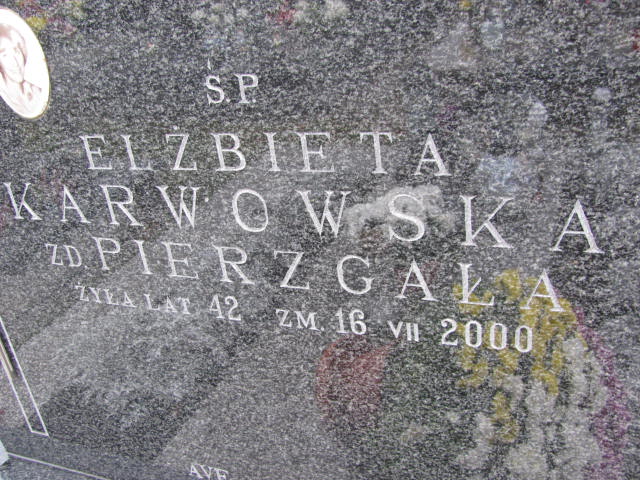 Ś.P.
ELŻBIETA
KARWOWSKA
ZD. PIERZGAŁA
ŻYŁA LAT 42 ZM. 16 VII 2000
AVE